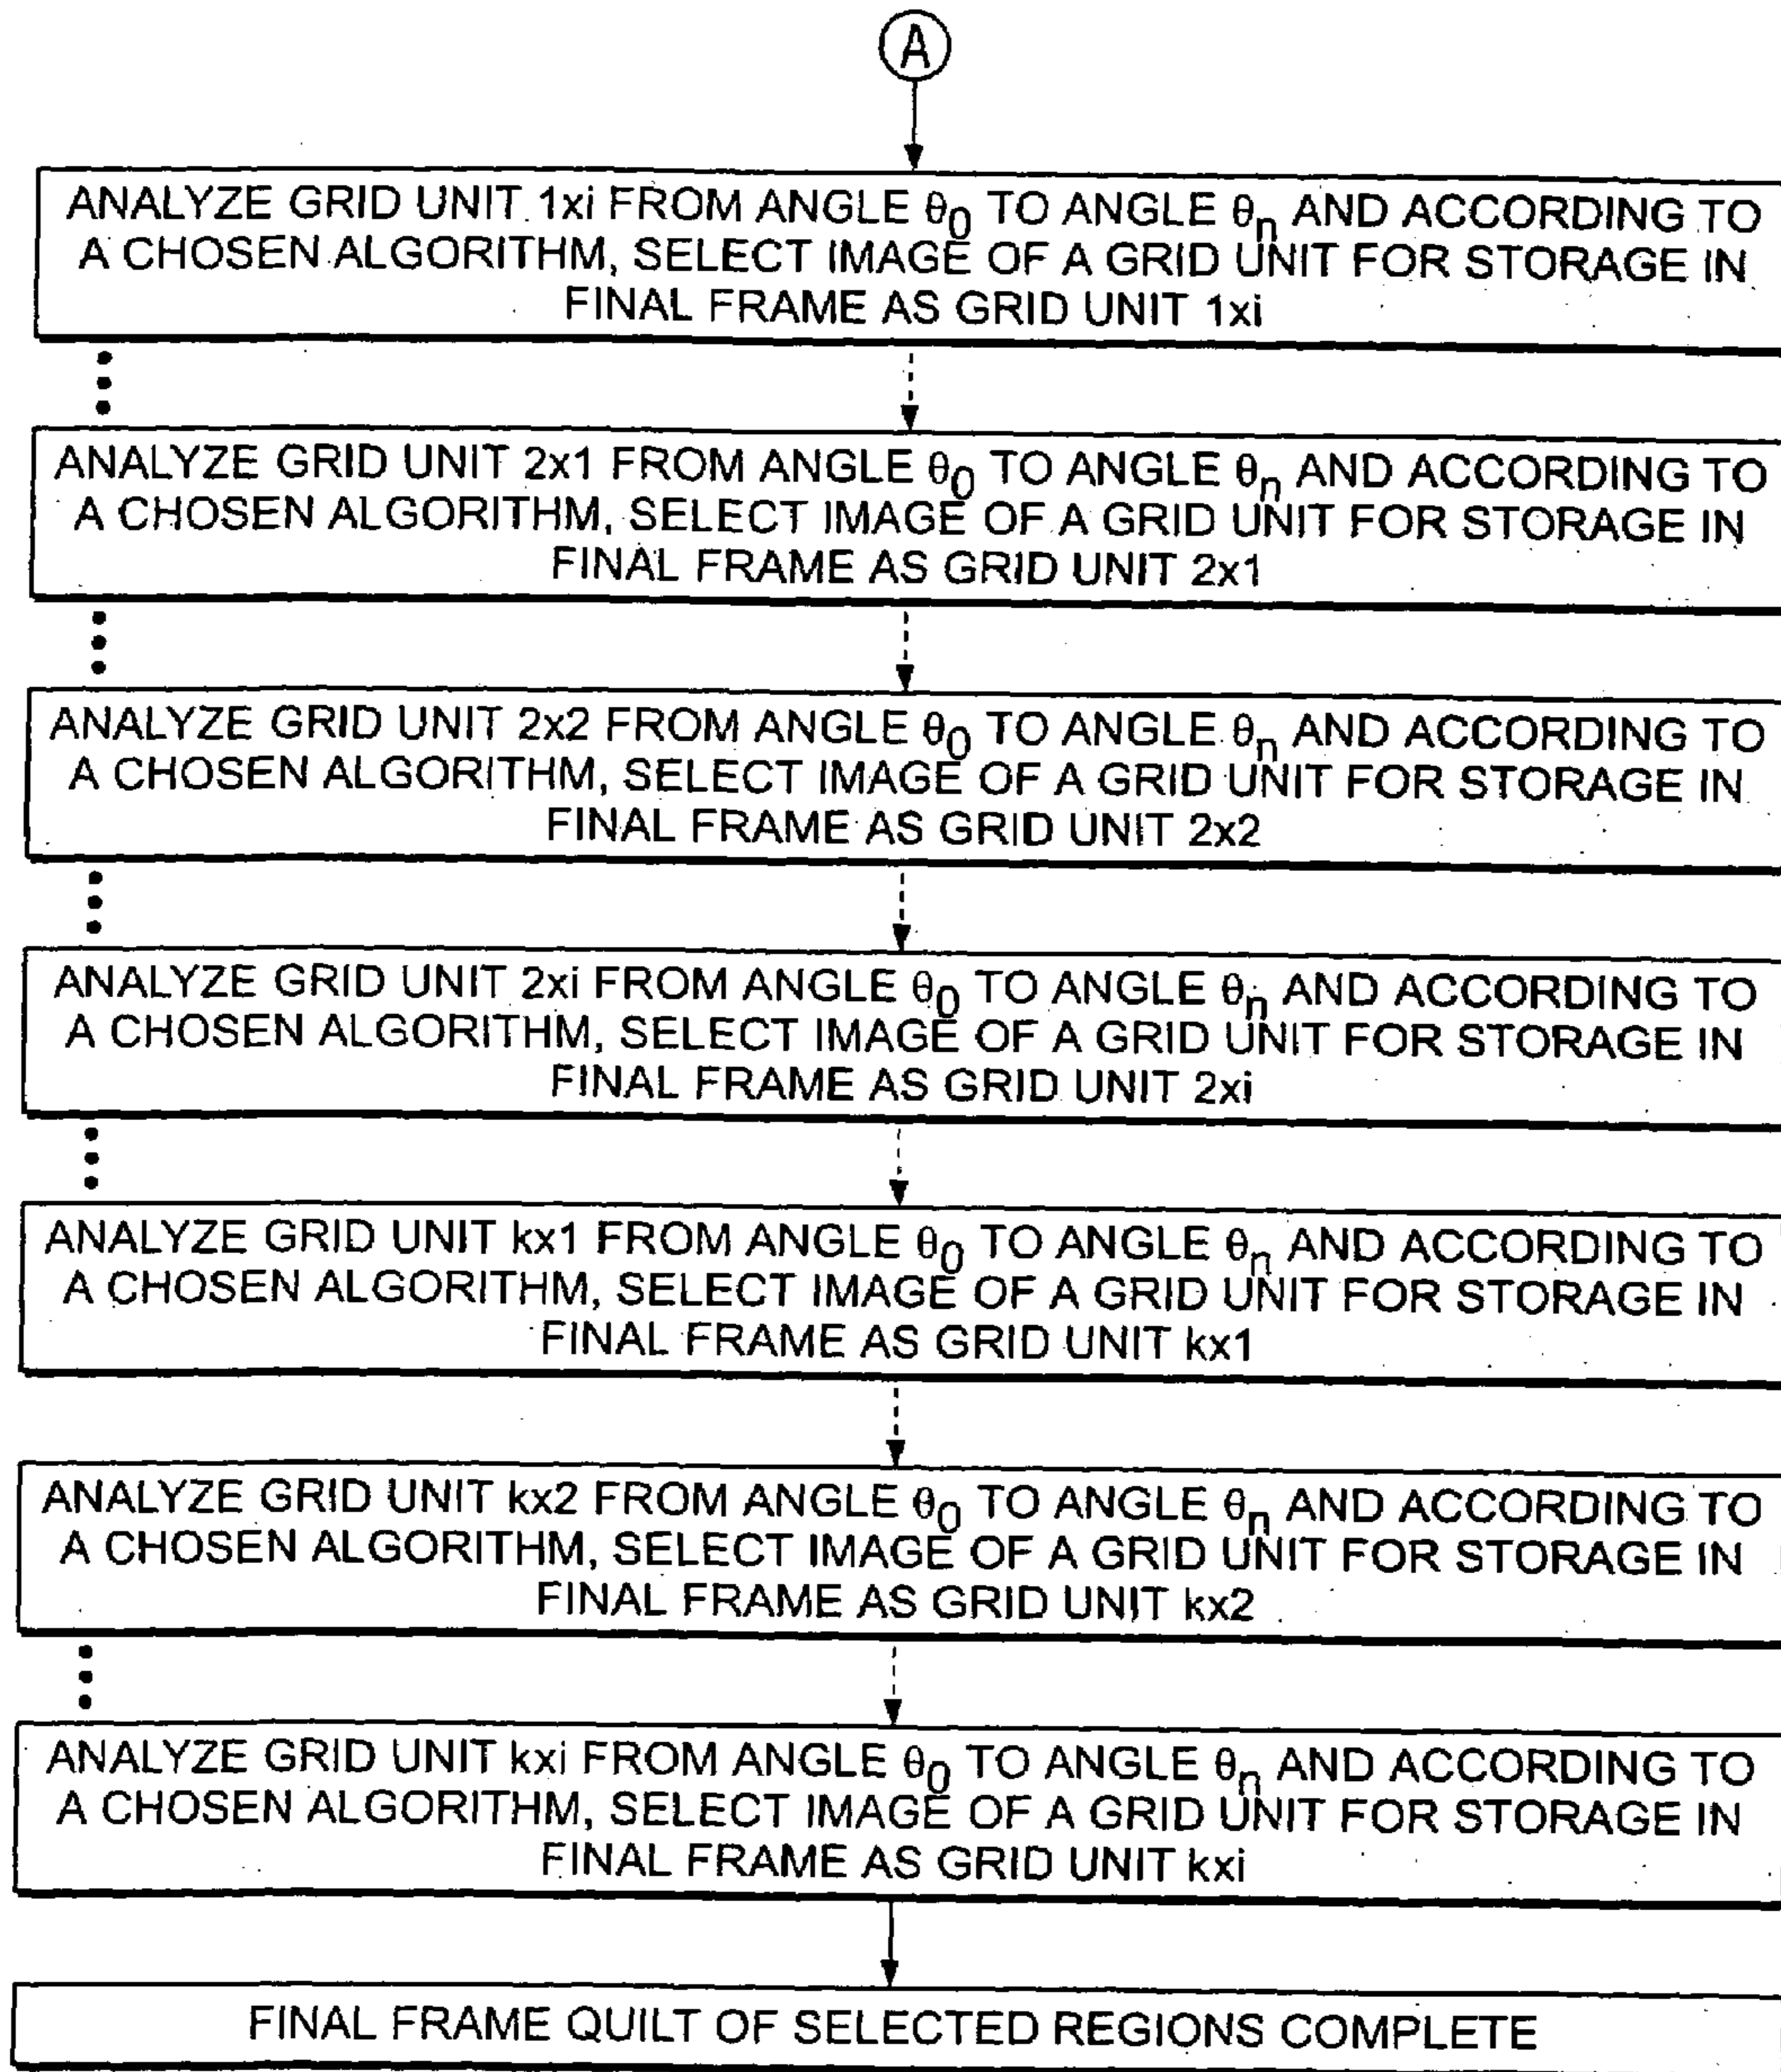 A
ANALYZE GRID UNIT 1xi FROM ANGLE θ0 TO ANGLE θn AND ACCORDING TO
A CHOSEN ALGORITHM, SELECT IMAGE OF A GRID UNIT FOR STORAGE IN
FINAL FRAME AS GRID UNIT 1xi
ANALYZE GRID UNIT 2x1 FROM ANGLE θ0 TO ANGLE θn AND ACCORDING TO
A CHOSEN ALGORITHM, SELECT IMAGE OF A GRID UNIT FOR STORAGE IN
FINAL FRAME AS GRID UNIT 2x1
ANALYZE GRID UNIT 2x2 FROM ANGLE θ0 TO ANGLE θn AND ACCORDING TO
A CHOSEN ALGORITHM, SELECT IMAGE OF A GRID UNIT FOR STORAGE IN
FINAL FRAME AS GRID UNIT 2x2
ANALYZE GRID UNIT 2xi FROM ANGLE θ0 TO ANGLE θn AND ACCORDING TO
A CHOSEN ALGORITHM, SELECT IMAGE OF A GRID UNIT FOR STORAGE IN
FINAL FRAME AS GRID UNIT 2xi
ANALYZE GRID UNIT kx1 FROM ANGLE θ0 TO ANGLE θn AND ACCORDING TO
A CHOSEN ALGORITHM, SELECT IMAGE OF A GRID UNIT FOR STORAGE IN
FINAL FRAME AS GRID UNIT kx1
ANALYZE GRID UNIT kx2 FROM ANGLE θ0 TO ANGLE θn AND ACCORDING TO
A CHOSEN ALGORITHM, SELECT IMAGE OF A GRID UNIT FOR STORAGE IN
FINAL FRAME AS GRID UNIT kx2
ANALYZE GRID UNIT kxi FROM ANGLE θ0 TO ANGLE θn AND ACCORDING TO
A CHOSEN ALGORITHM, SELECT IMAGE OF A GRID UNIT FOR STORAGE IN
FINAL FRAME AS GRID UNIT kxi
FINAL FRAME QUILT OF SELECTED REGIONS COMPLETE